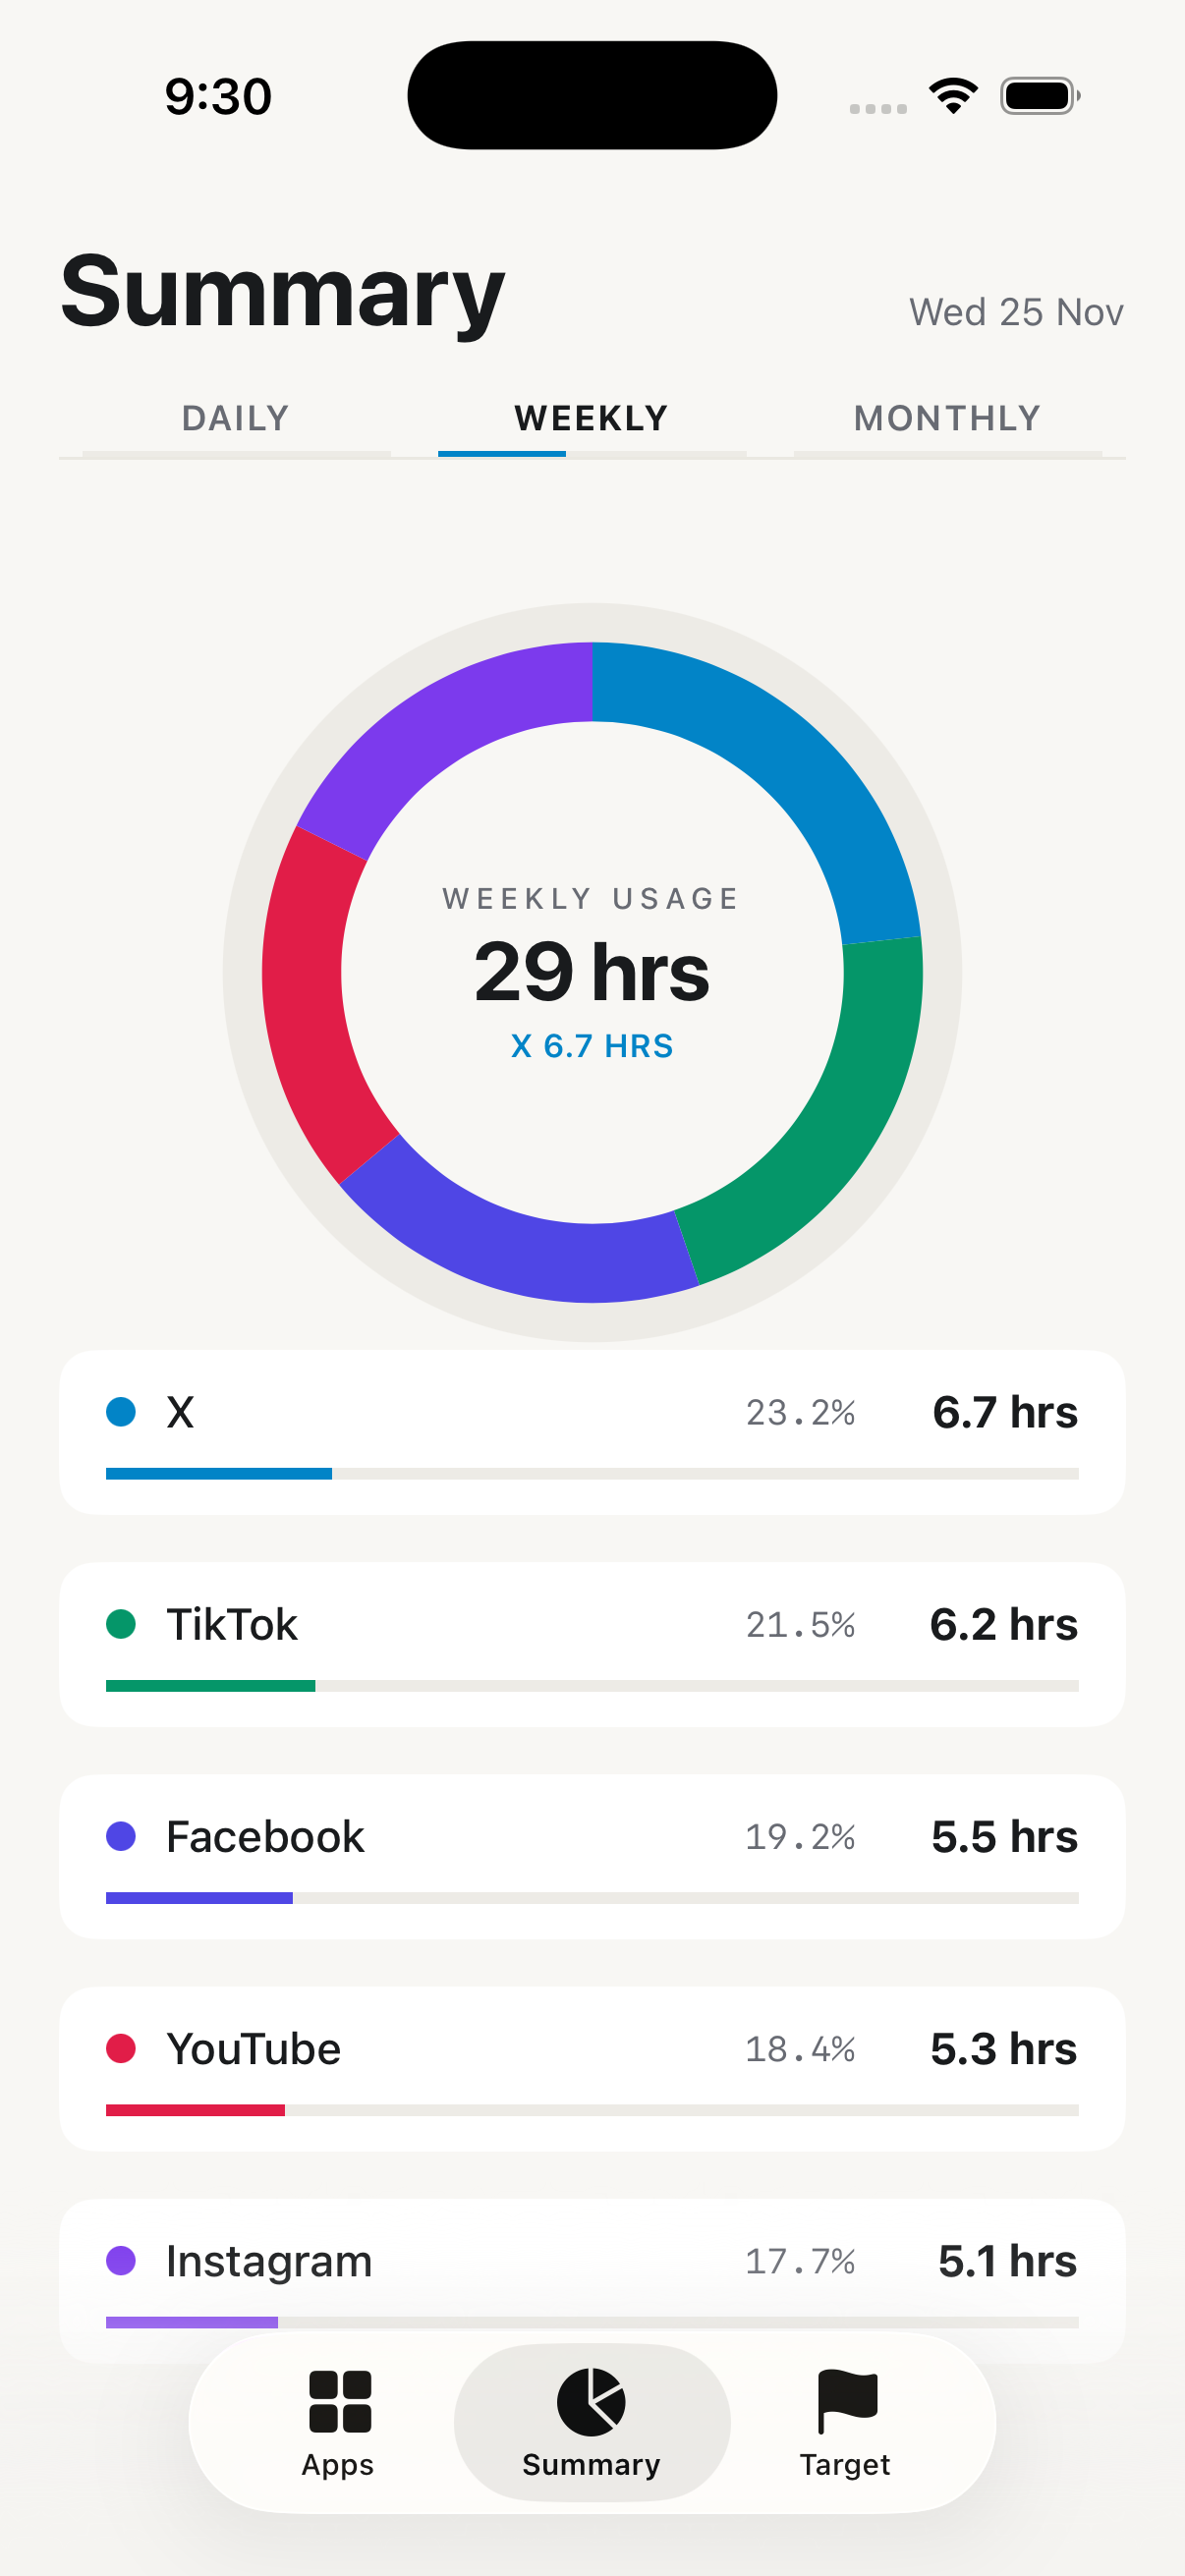 9:30
Summary
Wed 25 Nov
DAILY WEEKLY MONTHLY
WEEKLY USAGE
29 hrs
X 6.7 HRS
X 23.2% 6.7 hrs
TikTok 21.5% 6.2 hrs
Facebook 19.2% 5.5 hrs
YouTube 18.4% 5.3 hrs
Instagram 17.7% 5.1 hrs
Apps Summary Target